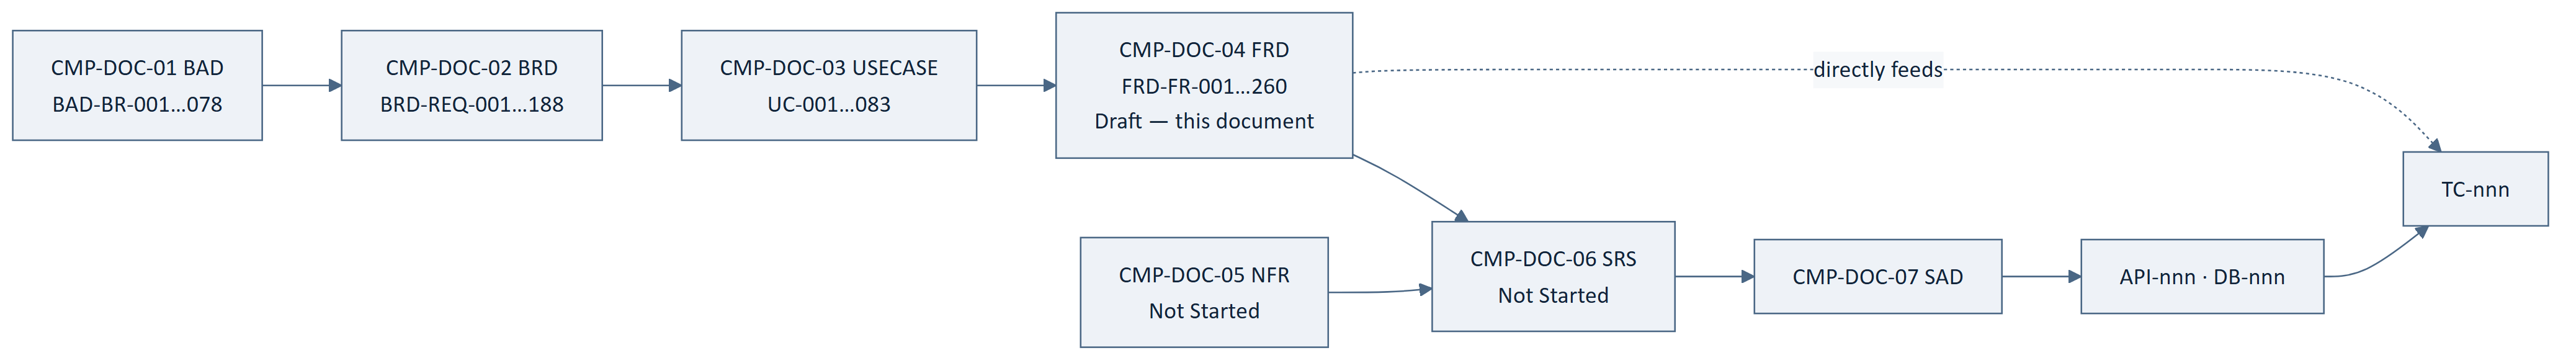 CMP-DOC-01 BAD
BAD-BR-001…078
CMP-DOC-02 BRD
BRD-REQ-001…188
CMP-DOC-03 USECASE
UC-001…083
CMP-DOC-04 FRD
FRD-FR-001…260
Draft — this document
directly feeds
TC-nnn
CMP-DOC-05 NFR
Not Started
CMP-DOC-06 SRS
Not Started
CMP-DOC-07 SAD
API-nnn · DB-nnn